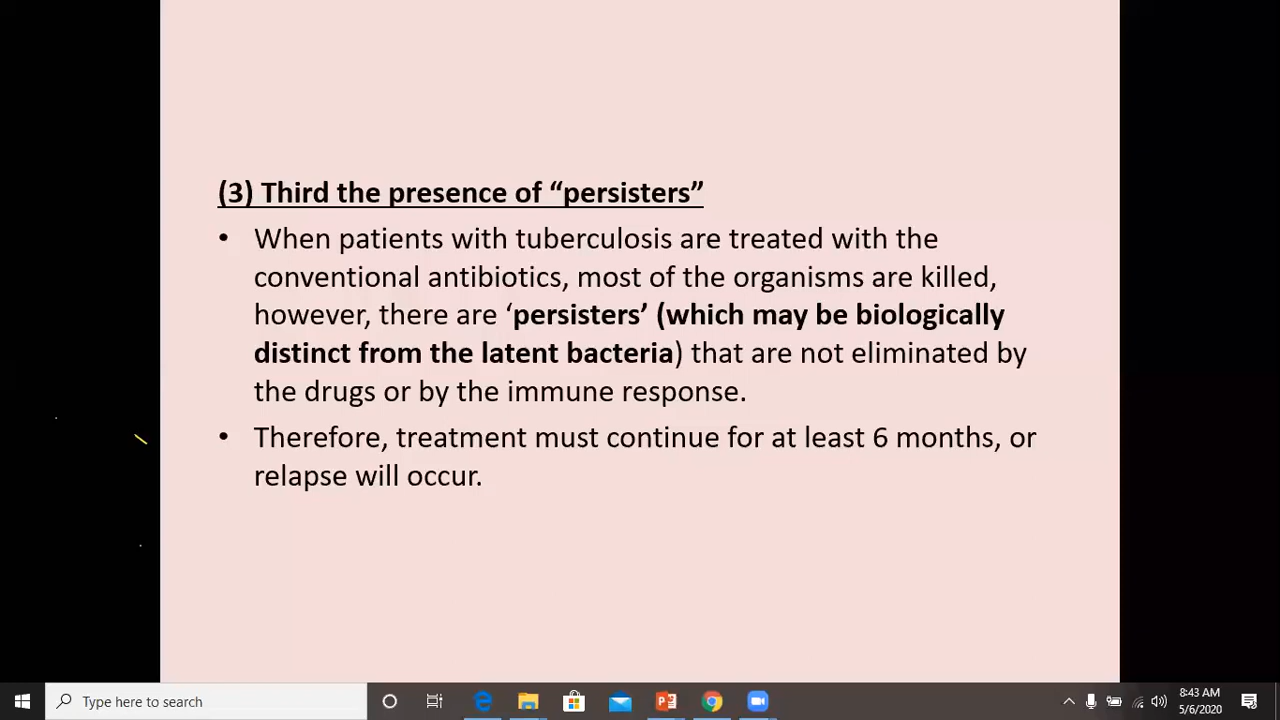 (3) Third the presence of “persisters”
• When patients with tuberculosis are treated with the
conventional antibiotics, most of the organisms are killed,
however, there are ‘persisters’ (which may be biologically
distinct from the latent bacteria) that are not eliminated by
the drugs or by the immune response.
• Therefore, treatment must continue for at least 6 months, or
relapse will occur.
Type here to search
8:43 AM
5/6/2020